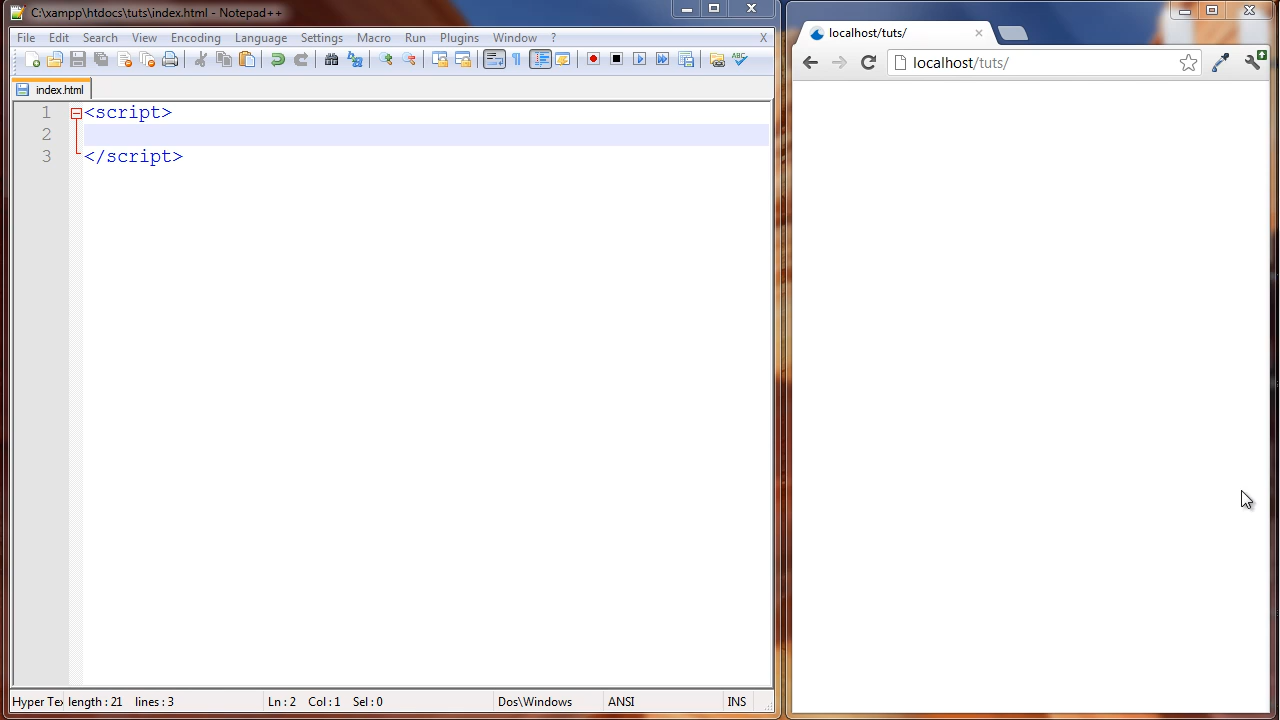 C:\xampp\htdocs\tuts\index.html - Notepad++
File Edit Search View Encoding Language Settings Macro Run Plugins Window ? X
index.html
1 <script>
2
3 </script>
Hyper Tex length : 21 lines : 3 Ln : 2 Col : 1 Sel : 0 Dos\Windows ANSI INS
localhost/tuts/
localhost/tuts/